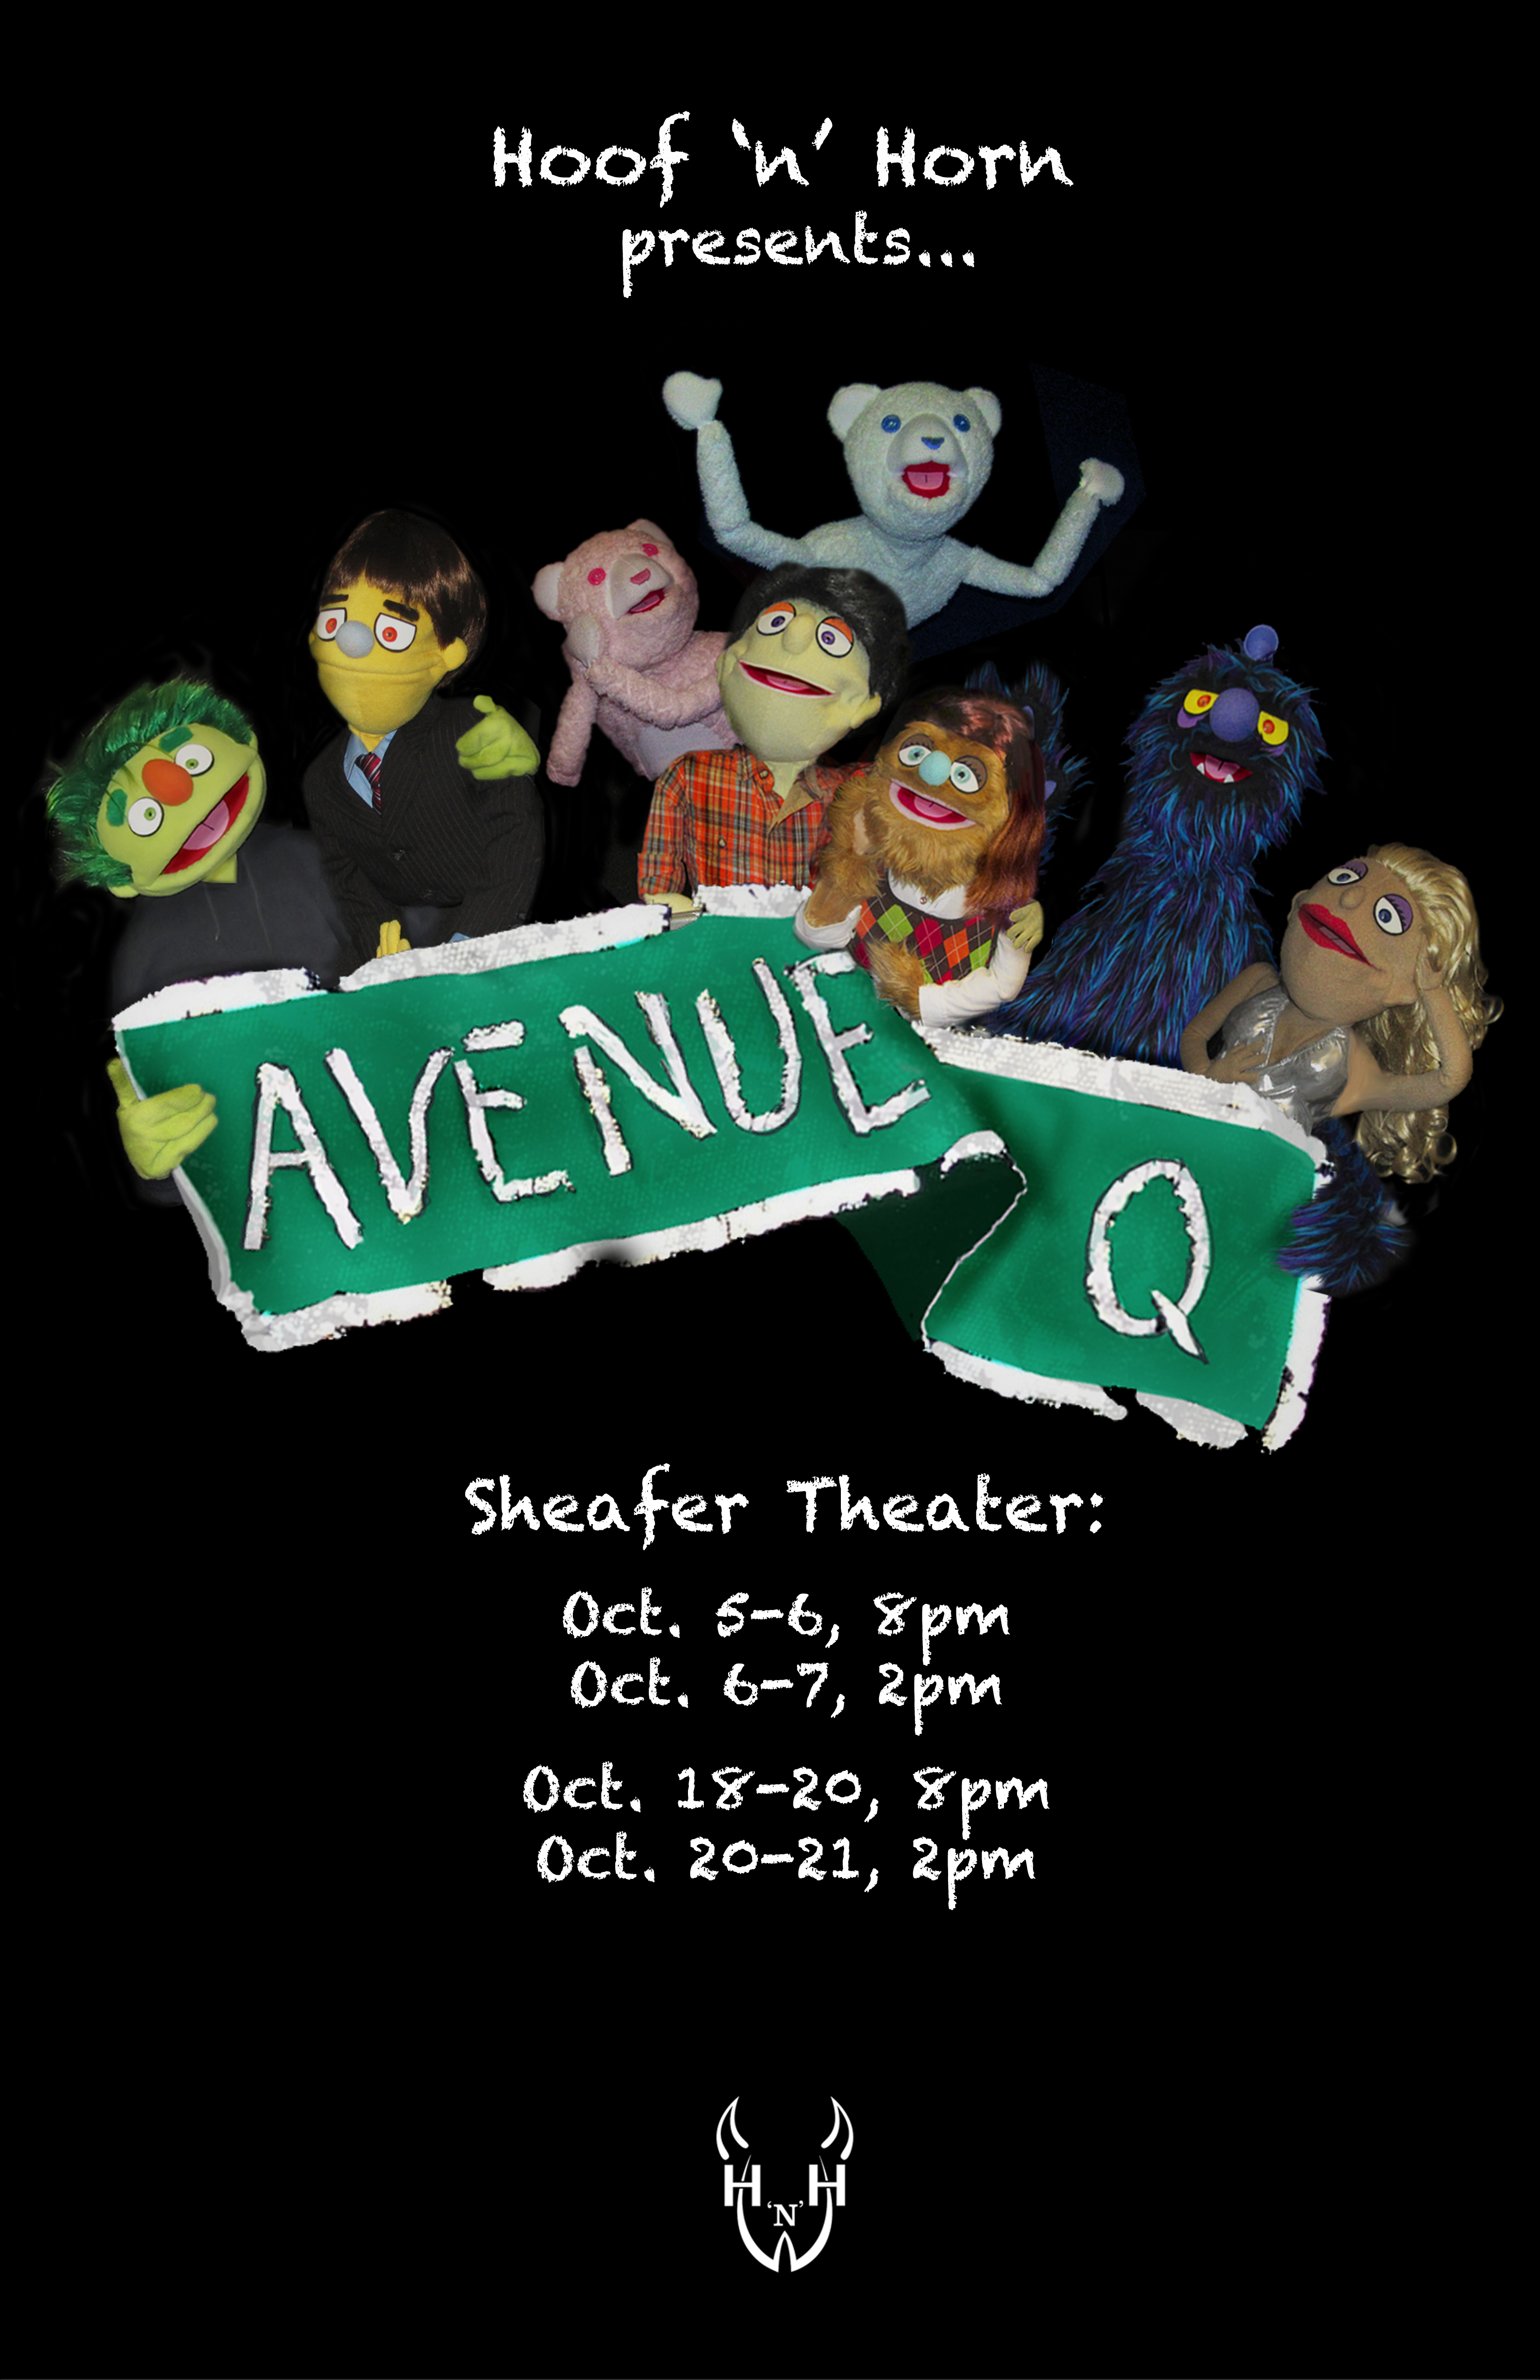 Hoof 'n' Horn
presents...
AVENUE Q
Sheafer Theater:
Oct. 5-6, 8pm
Oct. 6-7, 2pm
Oct. 18-20, 8pm
Oct. 20-21, 2pm
H 'N' H